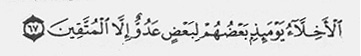 ٱلۡأَخِلَّآءُ يَوۡمَئِذِۭ بَعۡضُهُمۡ لِبَعۡضٍ عَدُوٌّ إِلَّا ٱلۡمُتَّقِينَ ٦٧